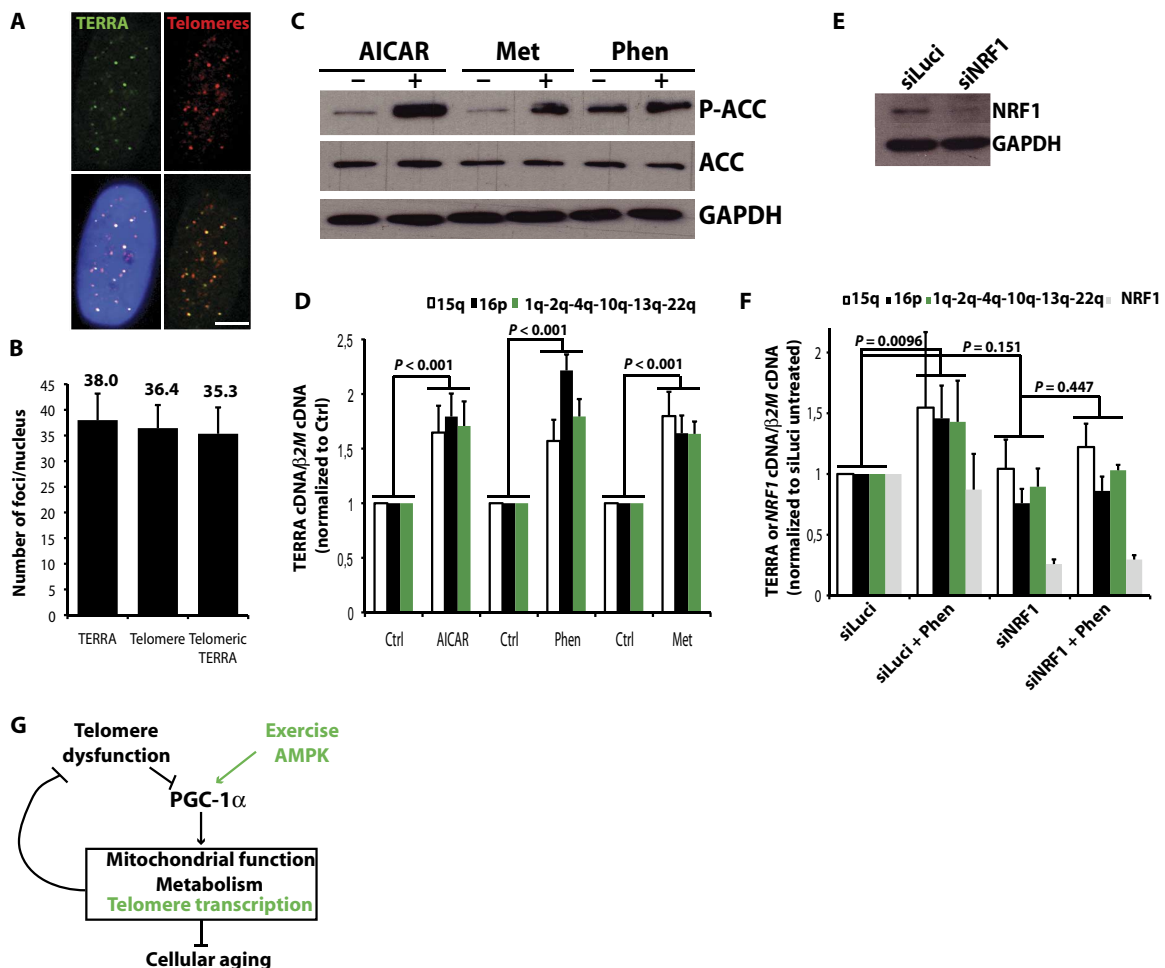 A
TERRA
Telomeres
B
38.0
36.4
35.3
Number of foci/nucleus
45
40
35
30
25
20
15
10
5
0
TERRA
Telomere
Telomeric
TERRA
C
AICAR
Met
Phen
− + − + − +
P-ACC
ACC
GAPDH
D
15q 16p 1q-2q-4q-10q-13q-22q
TERRA cDNA/β2M cDNA
(normalized to Ctrl)
2,5
2
1,5
1
0,5
0
P < 0.001
P < 0.001
P < 0.001
Ctrl
AICAR
Ctrl
Phen
Ctrl
Met
E
siLuci
siNRF1
NRF1
GAPDH
F
15q 16p 1q-2q-4q-10q-13q-22q NRF1
TERRA or NRF1 cDNA/β2M cDNA
(normalized to siLuci untreated)
2
1,5
1
0,5
0
P = 0.0096
P = 0.151
P = 0.447
siLuci
siLuci + Phen
siNRF1
siNRF1 + Phen
G
Telomere
dysfunction
Exercise
AMPK
PGC-1α
Mitochondrial function
Metabolism
Telomere transcription
Cellular aging